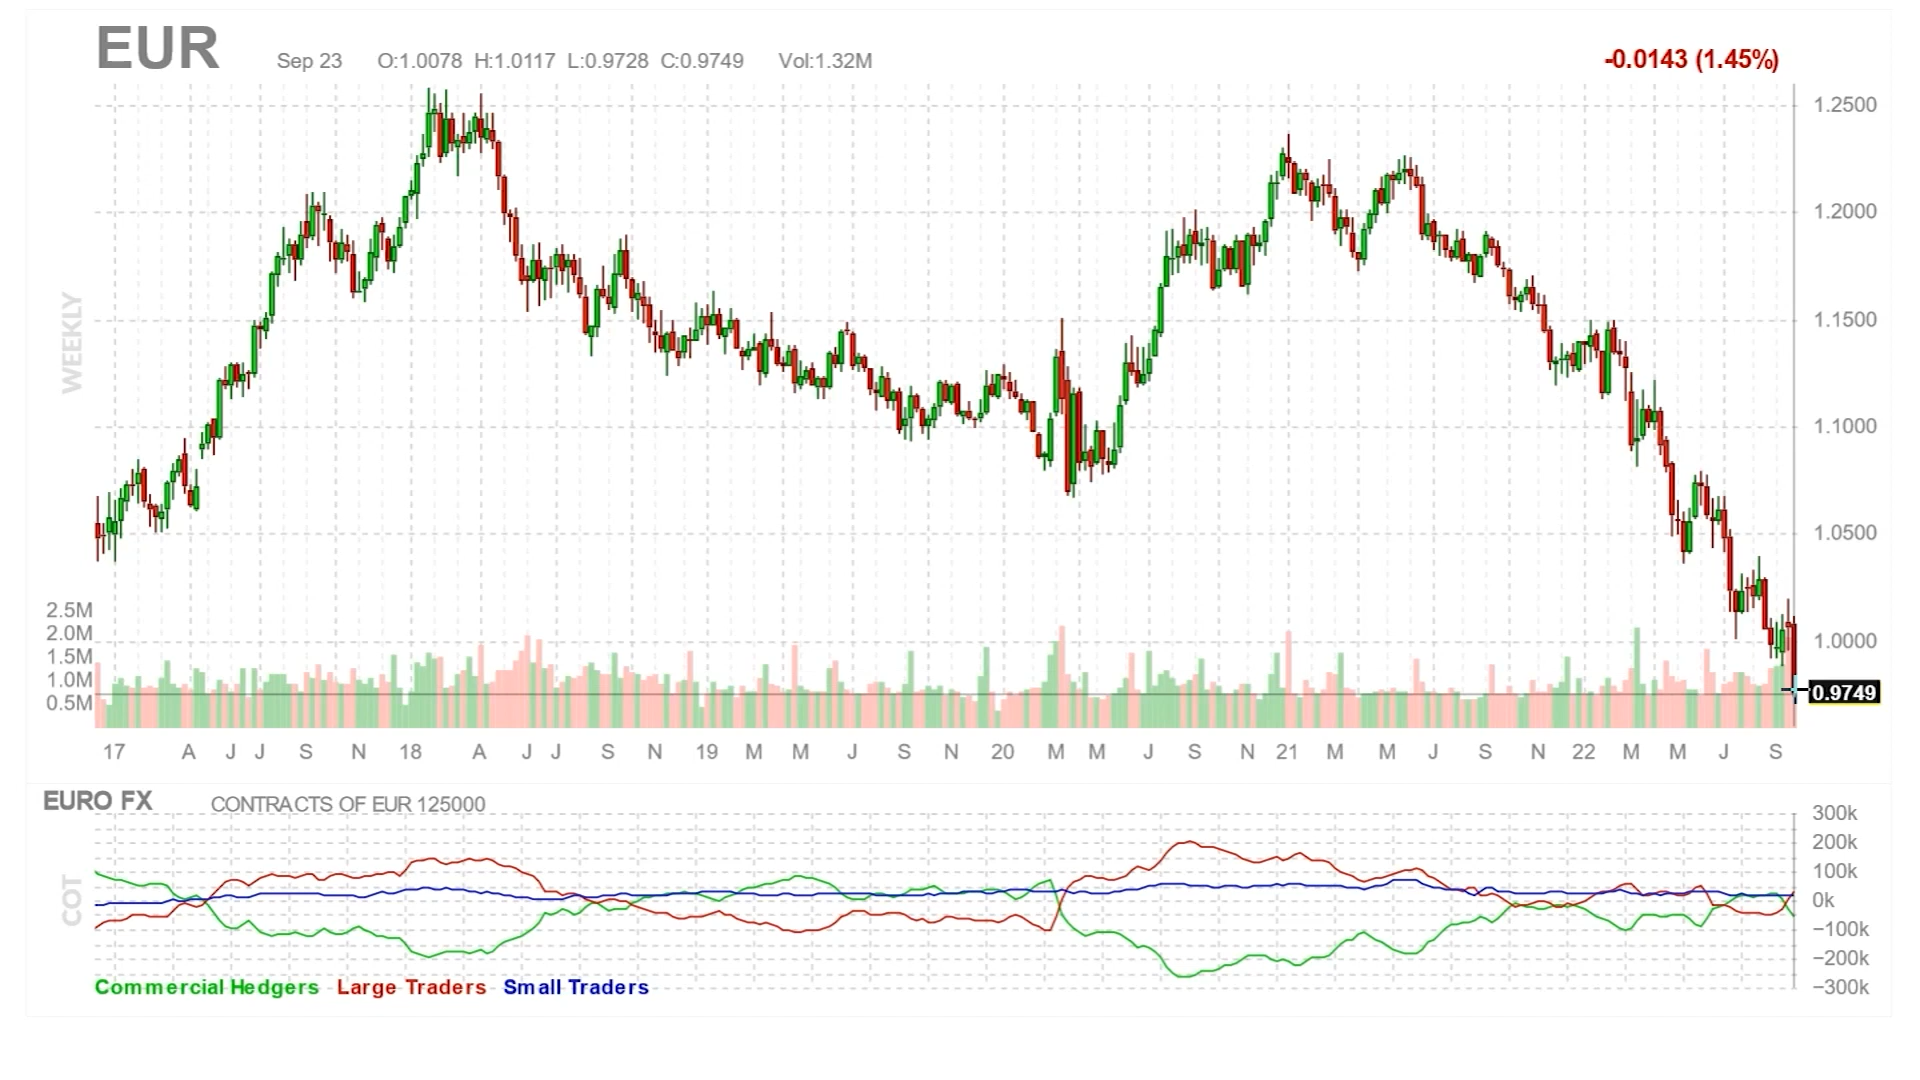 EUR Sep 23 O:1.0078 H:1.0117 L:0.9728 C:0.9749 Vol:1.32M -0.0143 (1.45%)
1.2500
1.2000
1.1500
WEEKLY
1.1000
1.0500
2.5M
2.0M
1.0000
1.5M
1.0M
0.9749
0.5M
17 A J J S N 18 A J J S N 19 M M J S N 20 M M J S N 21 M M J S N 22 M M J S
EURO FX CONTRACTS OF EUR 125000
300k
200k
100k
COT
0k
−100k
−200k
Commercial Hedgers Large Traders Small Traders
−300k